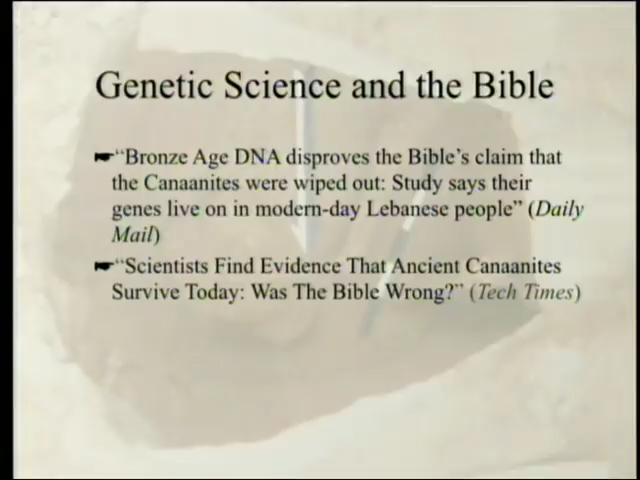 Genetic Science and the Bible
☛“Bronze Age DNA disproves the Bible’s claim that
the Canaanites were wiped out: Study says their
genes live on in modern-day Lebanese people” (Daily
Mail)
☛“Scientists Find Evidence That Ancient Canaanites
Survive Today: Was The Bible Wrong?” (Tech Times)